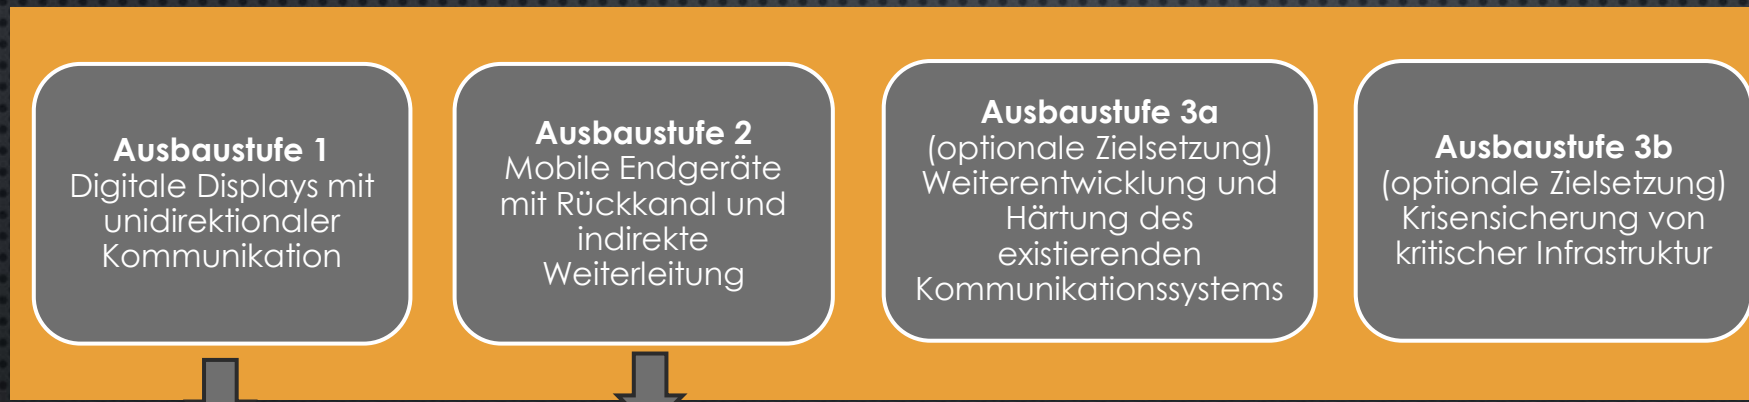 Ausbaustufe 1
Digitale Displays mit
unidirektionaler
Kommunikation
Ausbaustufe 2
Mobile Endgeräte
mit Rückkanal und
indirekte
Weiterleitung
Ausbaustufe 3a
(optionale Zielsetzung)
Weiterentwicklung und
Härtung des
existierenden
Kommunikationssystems
Ausbaustufe 3b
(optionale Zielsetzung)
Krisensicherung von
kritischer Infrastruktur